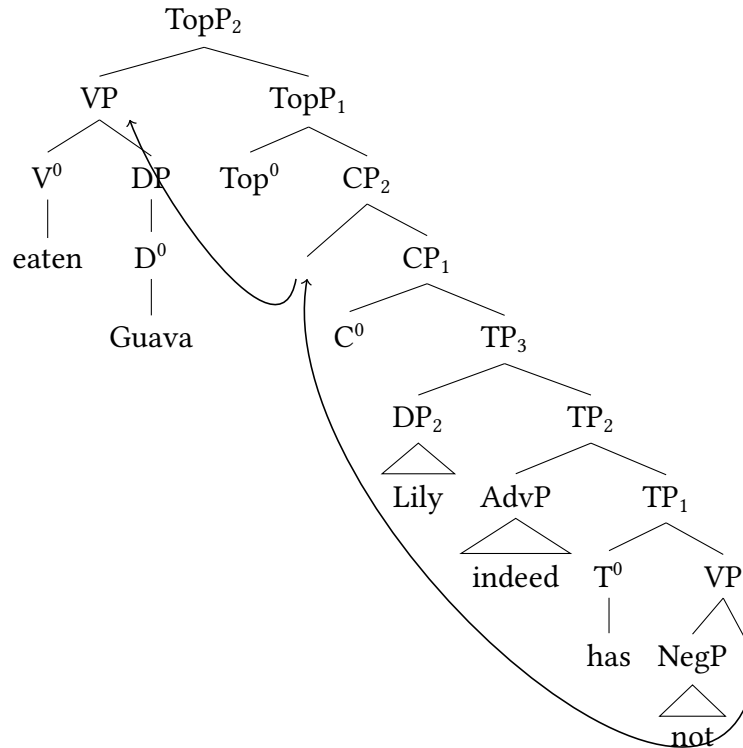 TopP₂
VP TopP₁
V⁰ DP Top⁰ CP₂
eaten D⁰ CP₁
Guava C⁰ TP₃
DP₂ TP₂
Lily AdvP TP₁
indeed T⁰ VP
has NegP
not